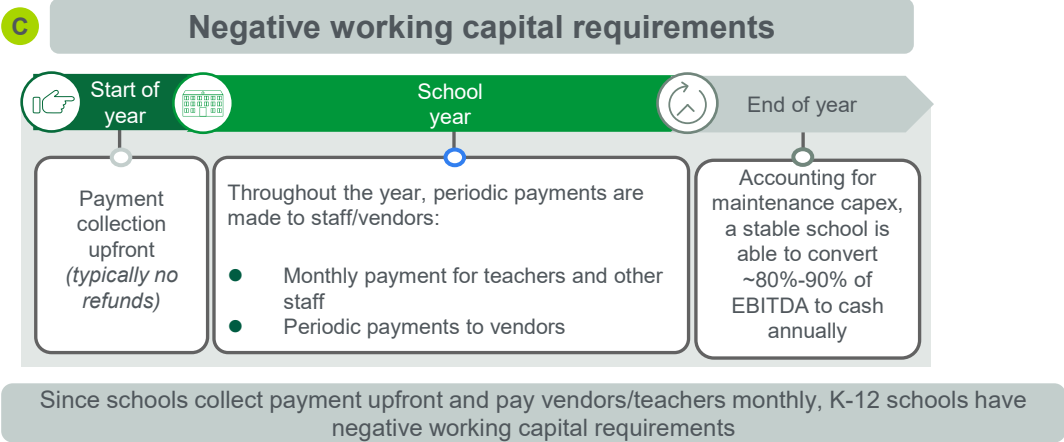 C
Negative working capital requirements
Start of
year
School
year
End of year
Payment
collection
upfront
(typically no
refunds)
Throughout the year, periodic payments are
made to staff/vendors:
● Monthly payment for teachers and other
staff
● Periodic payments to vendors
Accounting for
maintenance capex,
a stable school is
able to convert
~80%-90% of
EBITDA to cash
annually
Since schools collect payment upfront and pay vendors/teachers monthly, K-12 schools have
negative working capital requirements